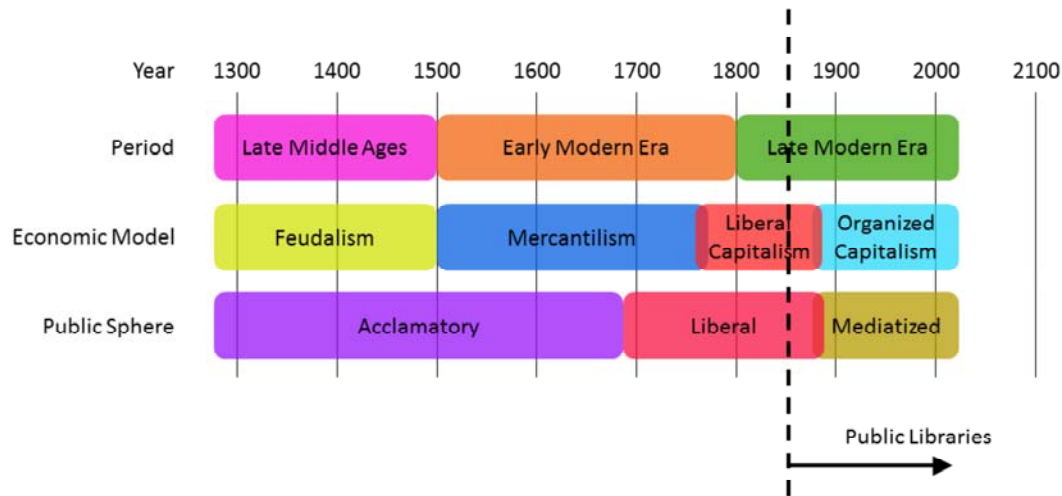 Year 1300 1400 1500 1600 1700 1800 1900 2000 2100
Period Late Middle Ages Early Modern Era Late Modern Era
Economic Model Feudalism Mercantilism Liberal Capitalism Organized Capitalism
Public Sphere Acclamatory Liberal Mediatized
Public Libraries